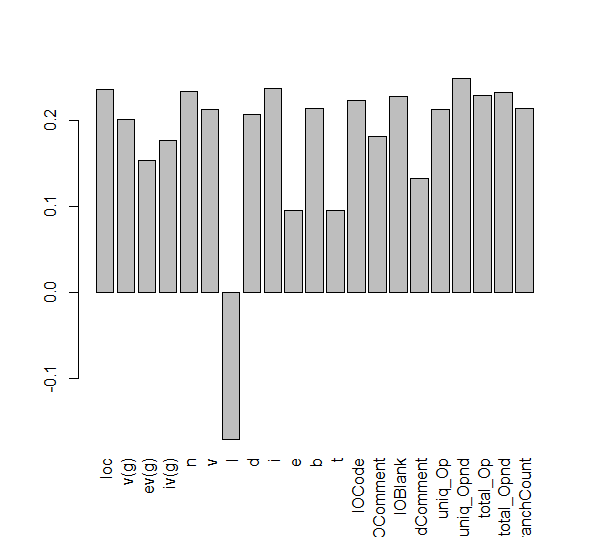 0.2
0.1
0.0
-0.1
loc
v(g)
ev(g)
iv(g)
n
v
l
d
i
e
b
t
lOCode
OComment
lOBlank
dComment
uniq_Op
uniq_Opnd
total_Op
total_Opnd
ranchCount